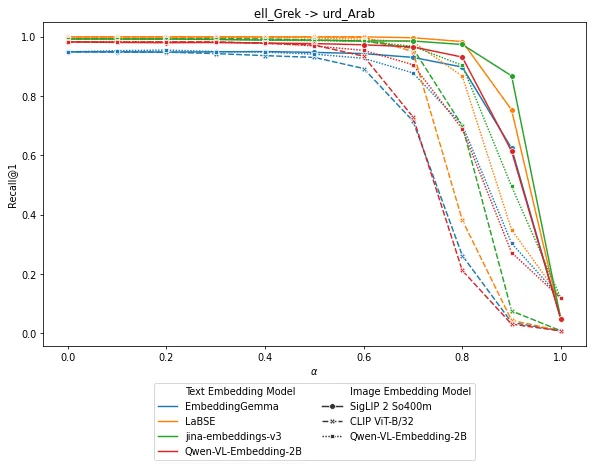 ell_Grek -> urd_Arab
Recall@1
1.0
0.8
0.6
0.4
0.2
0.0
0.0 0.2 0.4 0.6 0.8 1.0
α
Text Embedding Model Image Embedding Model
EmbeddingGemma SigLIP 2 So400m
LaBSE CLIP ViT-B/32
jina-embeddings-v3 Qwen-VL-Embedding-2B
Qwen-VL-Embedding-2B